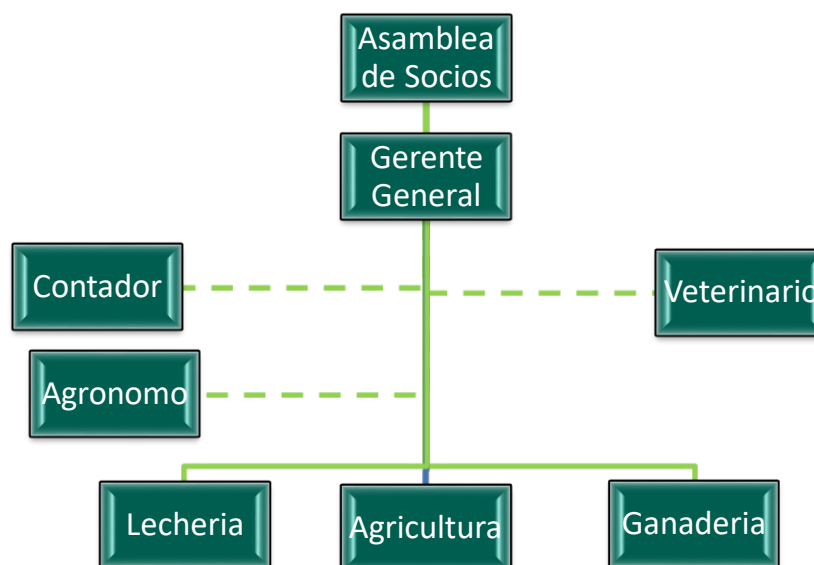 Asamblea
de Socios
Gerente
General
Contador
Veterinario
Agronomo
Lecheria
Agricultura
Ganaderia